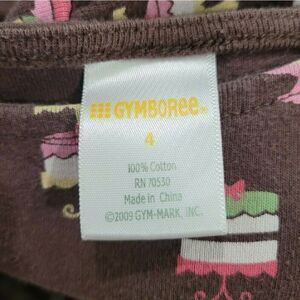 GYMBOREE
4
100% Cotton
RN 70530
Made in China
©2009 GYM-MARK, INC.